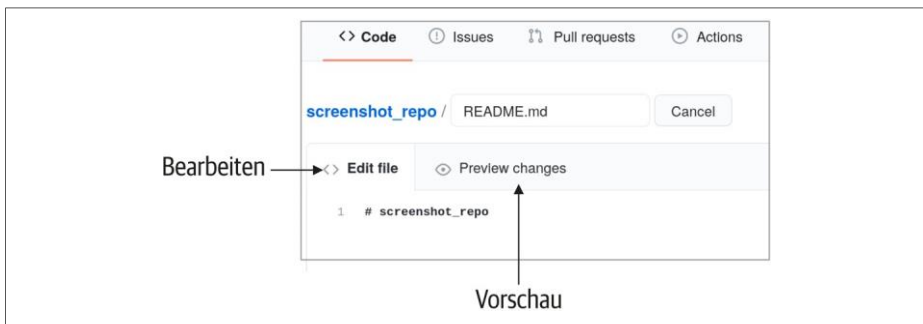 <> Code Issues Pull requests Actions
screenshot_repo / README.md Cancel
Bearbeiten <> Edit file Preview changes
1 # screenshot_repo
Vorschau